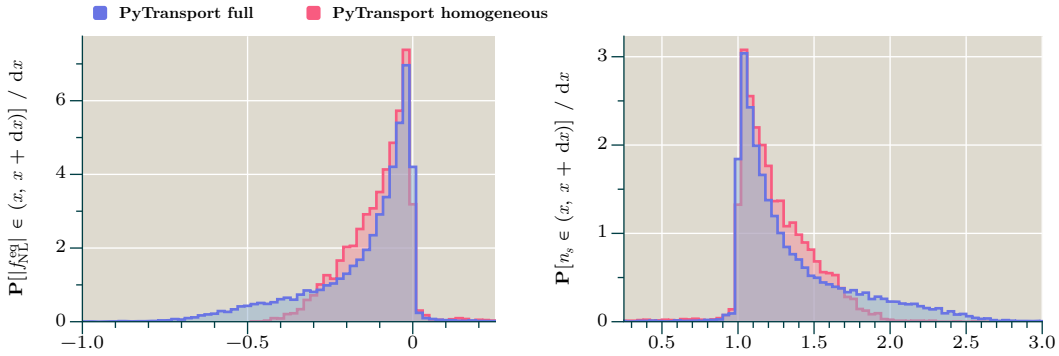 PyTransport full PyTransport homogeneous
P[|f_NL^eq| ∈ (x, x + dx)] / dx
6
4
2
0
−1.0 −0.5 0
P[n_s ∈ (x, x + dx)] / dx
3
2
1
0
0.5 1.0 1.5 2.0 2.5 3.0